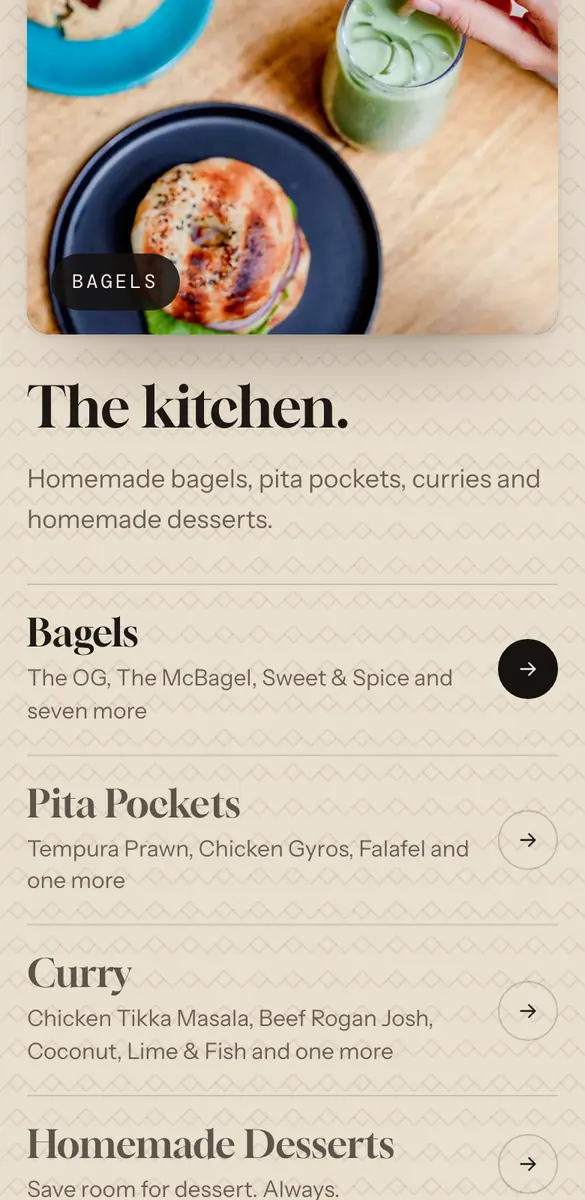 BAGELS
The kitchen.
Homemade bagels, pita pockets, curries and
homemade desserts.
Bagels
The OG, The McBagel, Sweet & Spice and
seven more
Pita Pockets
Tempura Prawn, Chicken Gyros, Falafel and
one more
Curry
Chicken Tikka Masala, Beef Rogan Josh,
Coconut, Lime & Fish and one more
Homemade Desserts
Save room for dessert. Always.